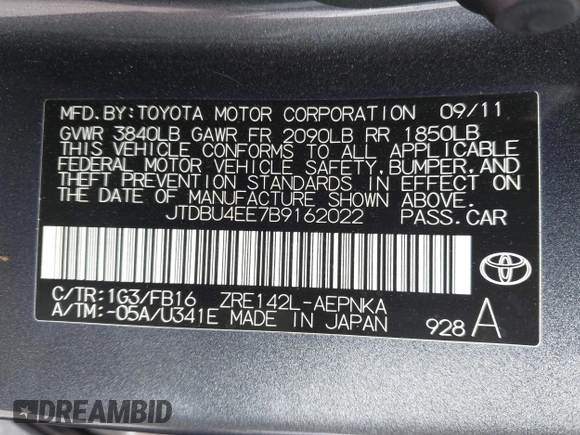 MFD.BY:TOYOTA MOTOR CORPORATION 09/11
GVWR 3840LB GAWR FR 2090LB RR 1850LB
THIS VEHICLE CONFORMS TO ALL APPLICABLE
FEDERAL MOTOR VEHICLE SAFETY, BUMPER, AND
THEFT PREVENTION STANDARDS IN EFFECT ON
THE DATE OF MANUFACTURE SHOWN ABOVE.
JTDBU4EE7B9162022 PASS.CAR
C/TR:1G3/FB16 ZRE142L-AEPNKA
A/TM:-05A/U341E MADE IN JAPAN
928 A
TOYOTA
DREAMBID